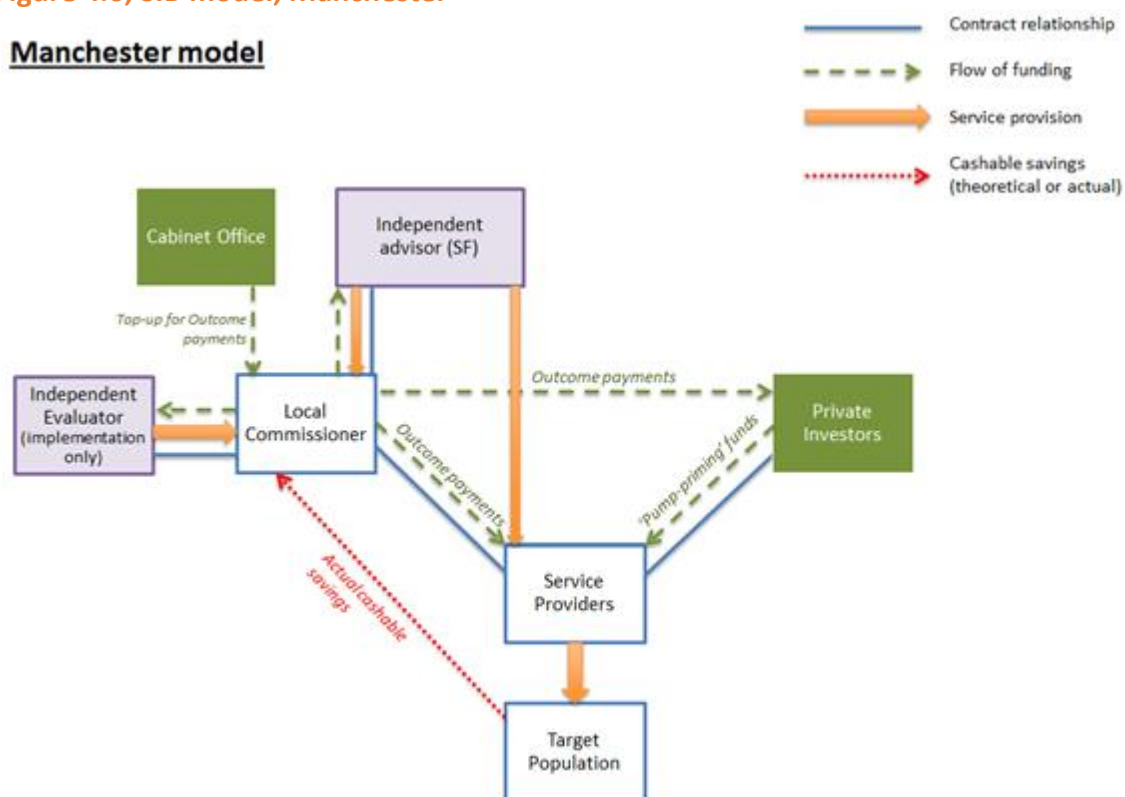 Manchester model
Contract relationship
Flow of funding
Service provision
Cashable savings
(theoretical or actual)
Cabinet Office
Independent
advisor (SF)
Top-up for Outcome
payments
Independent
Evaluator
(implementation
only)
Local
Commissioner
Outcome payments
Private
Investors
Outcome payments
'Pump-priming' funds
Actual cashable
savings
Service
Providers
Target
Population